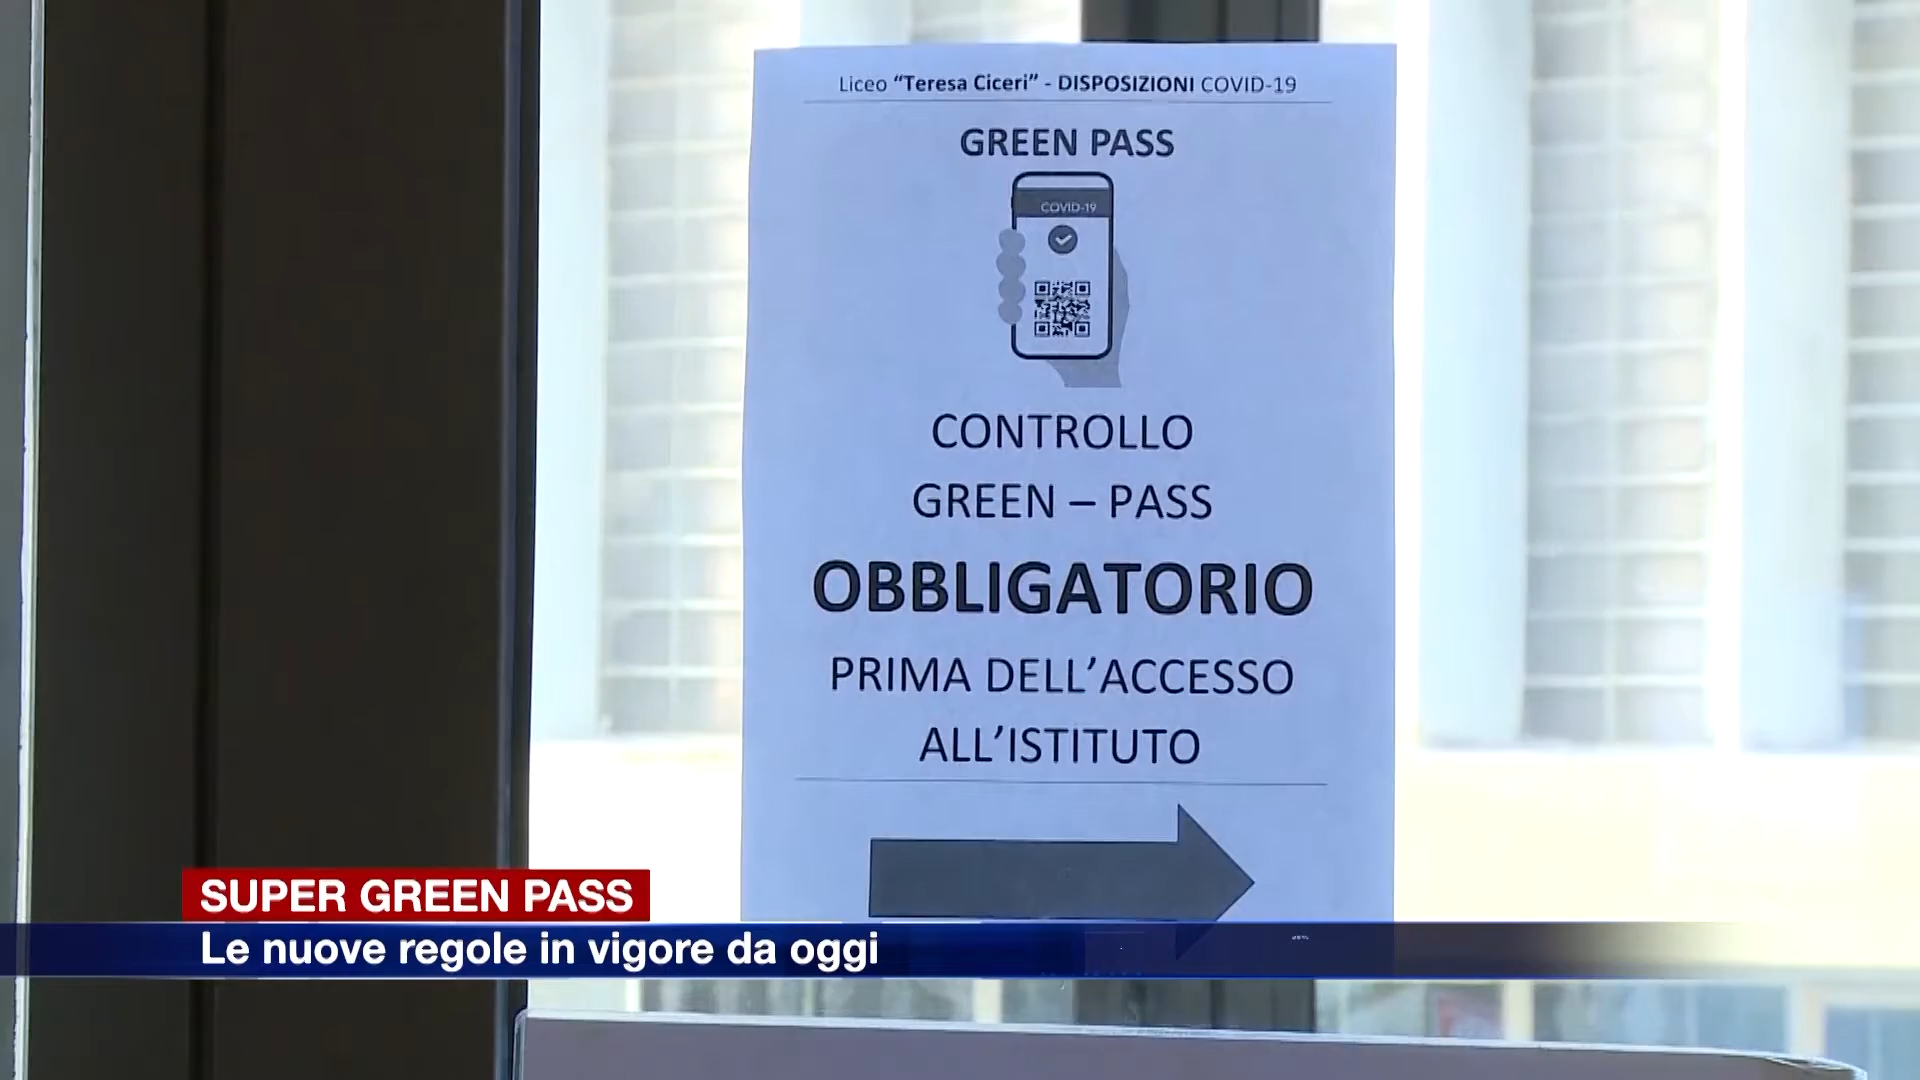 Liceo “Teresa Ciceri” - DISPOSIZIONI COVID-19
GREEN PASS
COVID-19
CONTROLLO
GREEN – PASS
OBBLIGATORIO
PRIMA DELL’ACCESSO
ALL’ISTITUTO
SUPER GREEN PASS
Le nuove regole in vigore da oggi